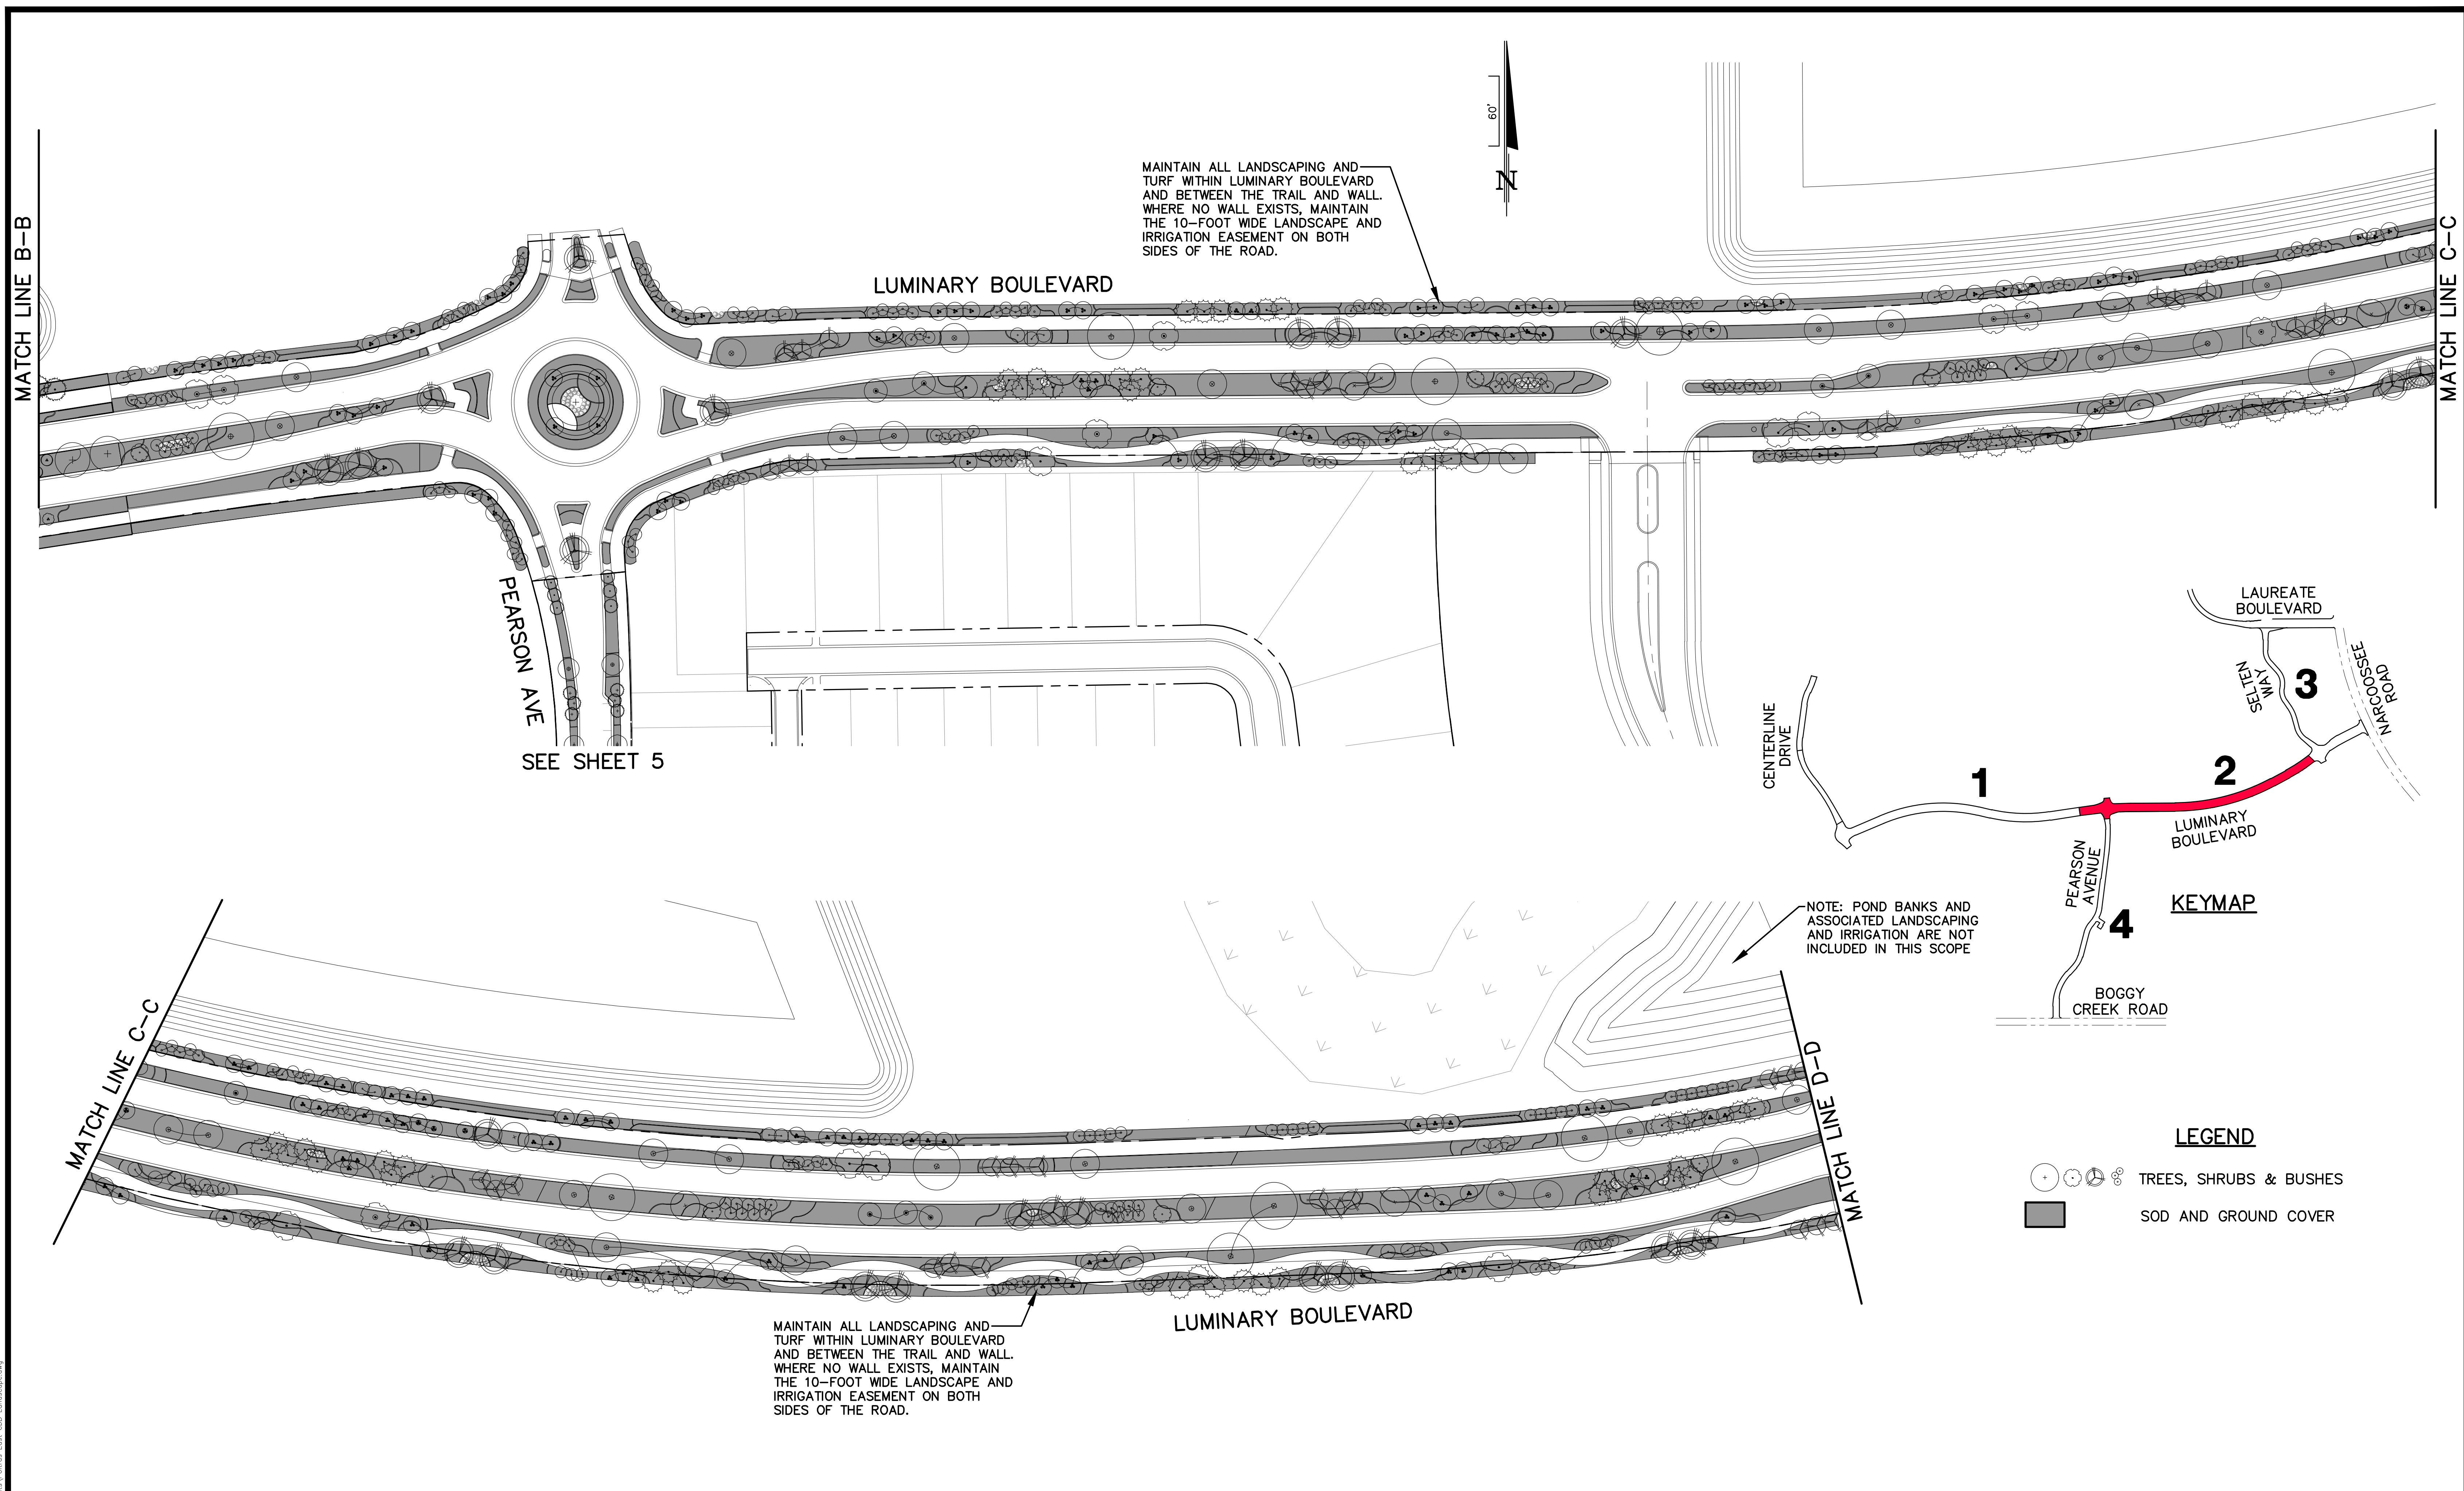 60'
N
MATCH LINE B-B
MATCH LINE C-C
MAINTAIN ALL LANDSCAPING AND
TURF WITHIN LUMINARY BOULEVARD
AND BETWEEN THE TRAIL AND WALL.
WHERE NO WALL EXISTS, MAINTAIN
THE 10-FOOT WIDE LANDSCAPE AND
IRRIGATION EASEMENT ON BOTH
SIDES OF THE ROAD.
LUMINARY BOULEVARD
PEARSON AVE
SEE SHEET 5
LAUREATE
BOULEVARD
SELTEN
WAY
3
NARCOOSSEE
ROAD
CENTERLINE
DRIVE
1
2
LUMINARY
BOULEVARD
PEARSON
AVENUE
KEYMAP
4
BOGGY
CREEK ROAD
NOTE: POND BANKS AND
ASSOCIATED LANDSCAPING
AND IRRIGATION ARE NOT
INCLUDED IN THIS SCOPE
MATCH LINE C-C
MATCH LINE D-D
LEGEND
TREES, SHRUBS & BUSHES
SOD AND GROUND COVER
LUMINARY BOULEVARD
MAINTAIN ALL LANDSCAPING AND
TURF WITHIN LUMINARY BOULEVARD
AND BETWEEN THE TRAIL AND WALL.
WHERE NO WALL EXISTS, MAINTAIN
THE 10-FOOT WIDE LANDSCAPE AND
IRRIGATION EASEMENT ON BOTH
SIDES OF THE ROAD.